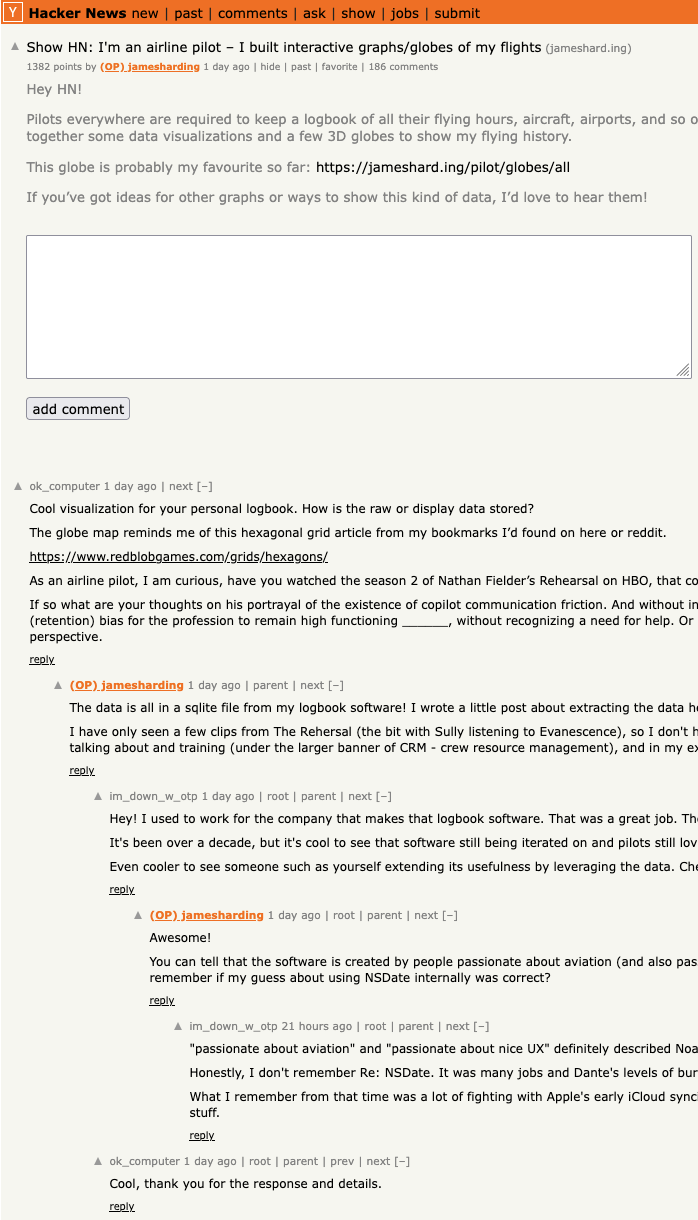 Y Hacker News new | past | comments | ask | show | jobs | submit
▲ Show HN: I'm an airline pilot – I built interactive graphs/globes of my flights (jameshard.ing)
1382 points by (OP) jamesharding 1 day ago | hide | past | favorite | 186 comments
Hey HN!
Pilots everywhere are required to keep a logbook of all their flying hours, aircraft, airports, and so o
together some data visualizations and a few 3D globes to show my flying history.
This globe is probably my favourite so far: https://jameshard.ing/pilot/globes/all
If you’ve got ideas for other graphs or ways to show this kind of data, I’d love to hear them!
add comment
▲ ok_computer 1 day ago | next [–]
Cool visualization for your personal logbook. How is the raw or display data stored?
The globe map reminds me of this hexagonal grid article from my bookmarks I’d found on here or reddit.
https://www.redblobgames.com/grids/hexagons/
As an airline pilot, I am curious, have you watched the season 2 of Nathan Fielder’s Rehearsal on HBO, that co
If so what are your thoughts on his portrayal of the existence of copilot communication friction. And without in
(retention) bias for the profession to remain high functioning _______, without recognizing a need for help. Or
perspective.
reply
▲ (OP) jamesharding 1 day ago | parent | next [–]
The data is all in a sqlite file from my logbook software! I wrote a little post about extracting the data he
I have only seen a few clips from The Rehersal (the bit with Sully listening to Evanescence), so I don't h
talking about and training (under the larger banner of CRM - crew resource management), and in my ex
reply
▲ im_down_w_otp 1 day ago | root | parent | next [–]
Hey! I used to work for the company that makes that logbook software. That was a great job. The
It's been over a decade, but it's cool to see that software still being iterated on and pilots still lov
Even cooler to see someone such as yourself extending its usefulness by leveraging the data. Che
reply
▲ (OP) jamesharding 1 day ago | root | parent | next [–]
Awesome!
You can tell that the software is created by people passionate about aviation (and also pas
remember if my guess about using NSDate internally was correct?
reply
▲ im_down_w_otp 21 hours ago | root | parent | next [–]
"passionate about aviation" and "passionate about nice UX" definitely described Noa
Honestly, I don't remember Re: NSDate. It was many jobs and Dante's levels of bur
What I remember from that time was a lot of fighting with Apple's early iCloud synci
stuff.
reply
▲ ok_computer 1 day ago | root | parent | prev | next [–]
Cool, thank you for the response and details.
reply